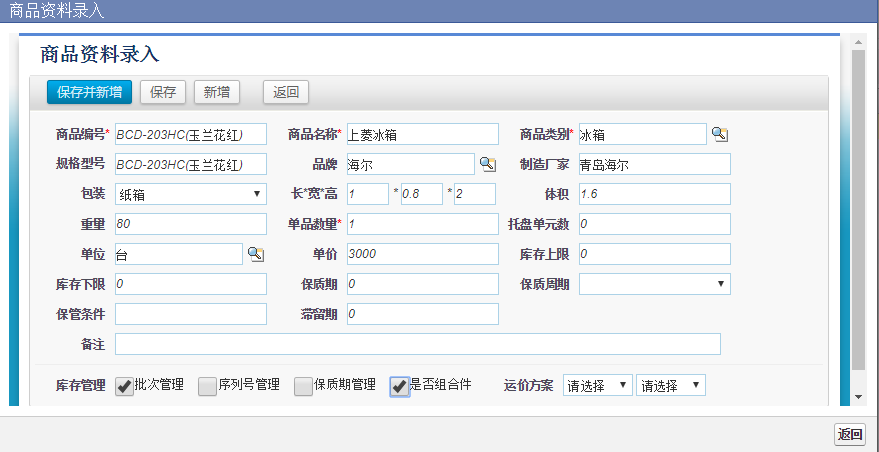 商品资料录入
商品资料录入
保存并新增 保存 新增 返回
商品编号* BCD-203HC(玉兰花红) 商品名称* 上菱冰箱 商品类别* 冰箱
规格型号 BCD-203HC(玉兰花红) 品牌 海尔 制造厂家 青岛海尔
包装 纸箱 长*宽*高 1 * 0.8 * 2 体积 1.6
重量 80 单品数量* 1 托盘单元数 0
单位 台 单价 3000 库存上限 0
库存下限 0 保质期 0 保质周期
保管条件 滞留期 0
备注
库存管理 批次管理 序列号管理 保质期管理 是否组合件 运价方案 请选择 请选择
返回